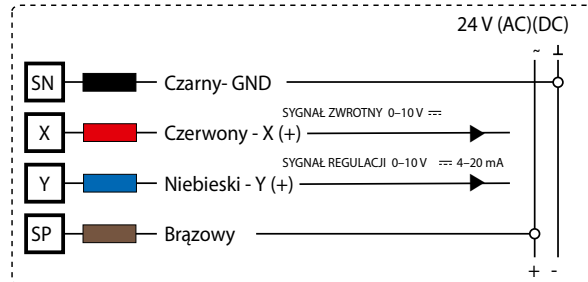 24 V (AC)(DC)
~ ⊥
SN Czarny- GND
SYGNAŁ ZWROTNY 0–10 V ⎓
X Czerwony - X (+)
SYGNAŁ REGULACJI 0–10 V ⎓ 4–20 mA
Y Niebieski - Y (+)
SP Brązowy
+ -